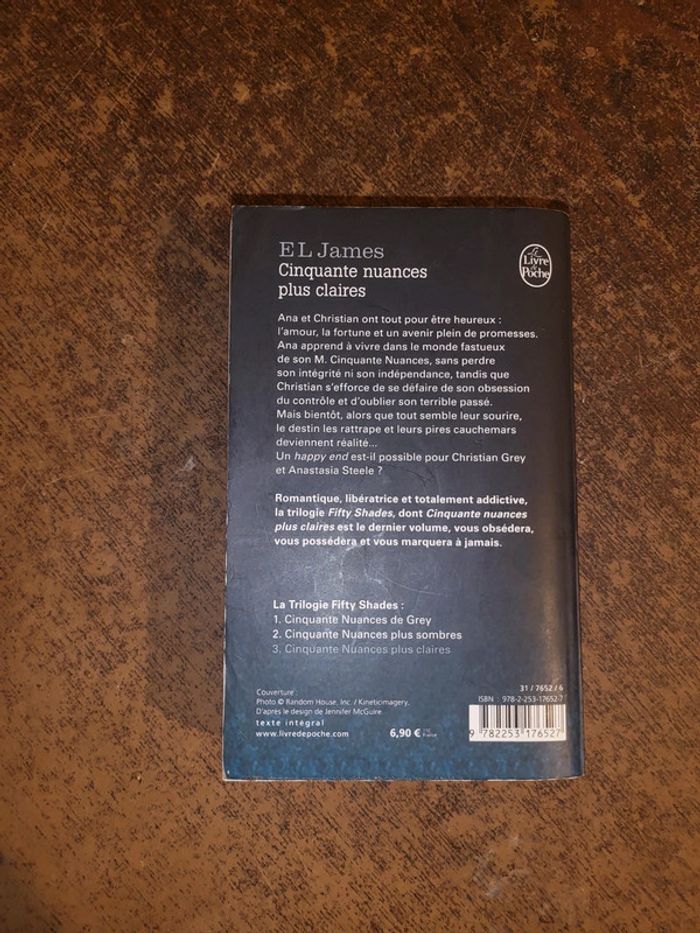 E L James
Cinquante nuances
plus claires
Le
Livre
de
Poche
Ana et Christian ont tout pour être heureux :
l'amour, la fortune et un avenir plein de promesses.
Ana apprend à vivre dans le monde fastueux
de son M. Cinquante Nuances, sans perdre
son intégrité ni son indépendance, tandis que
Christian s'efforce de se défaire de son obsession
du contrôle et d'oublier son terrible passé.
Mais bientôt, alors que tout semble leur sourire,
le destin les rattrape et leurs pires cauchemars
deviennent réalité...
Un happy end est-il possible pour Christian Grey
et Anastasia Steele ?
Romantique, libératrice et totalement addictive,
la trilogie Fifty Shades, dont Cinquante nuances
plus claires est le dernier volume, vous obsédera,
vous possédera et vous marquera à jamais.
La Trilogie Fifty Shades :
1. Cinquante Nuances de Grey
2. Cinquante Nuances plus sombres
3. Cinquante Nuances plus claires
Couverture :
Photo © Random House, Inc. / Kineticimagery.
D'après le design de Jennifer McGuire.
texte intégral
www.livredepoche.com
6,90 € TTC
France
31 / 7652 / 6
ISBN : 978-2-253-17652-7
9 782253 176527